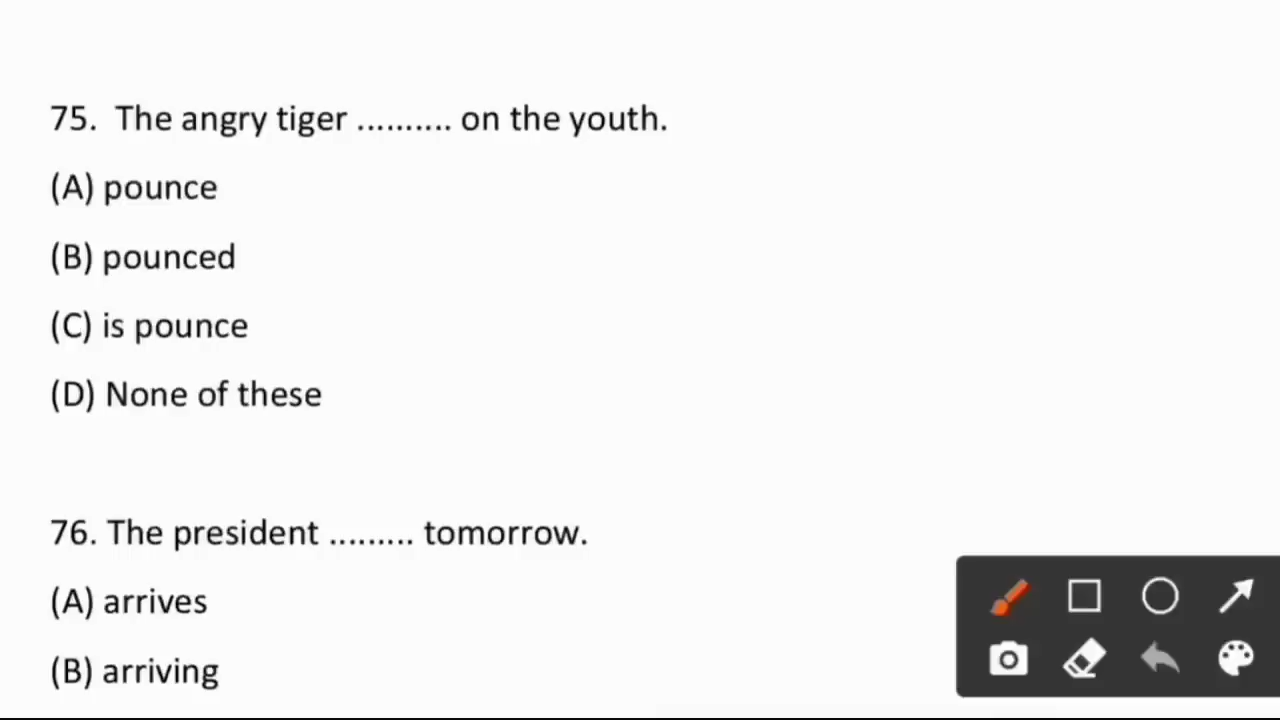 75. The angry tiger .......... on the youth.
(A) pounce
(B) pounced
(C) is pounce
(D) None of these
76. The president ......... tomorrow.
(A) arrives
(B) arriving